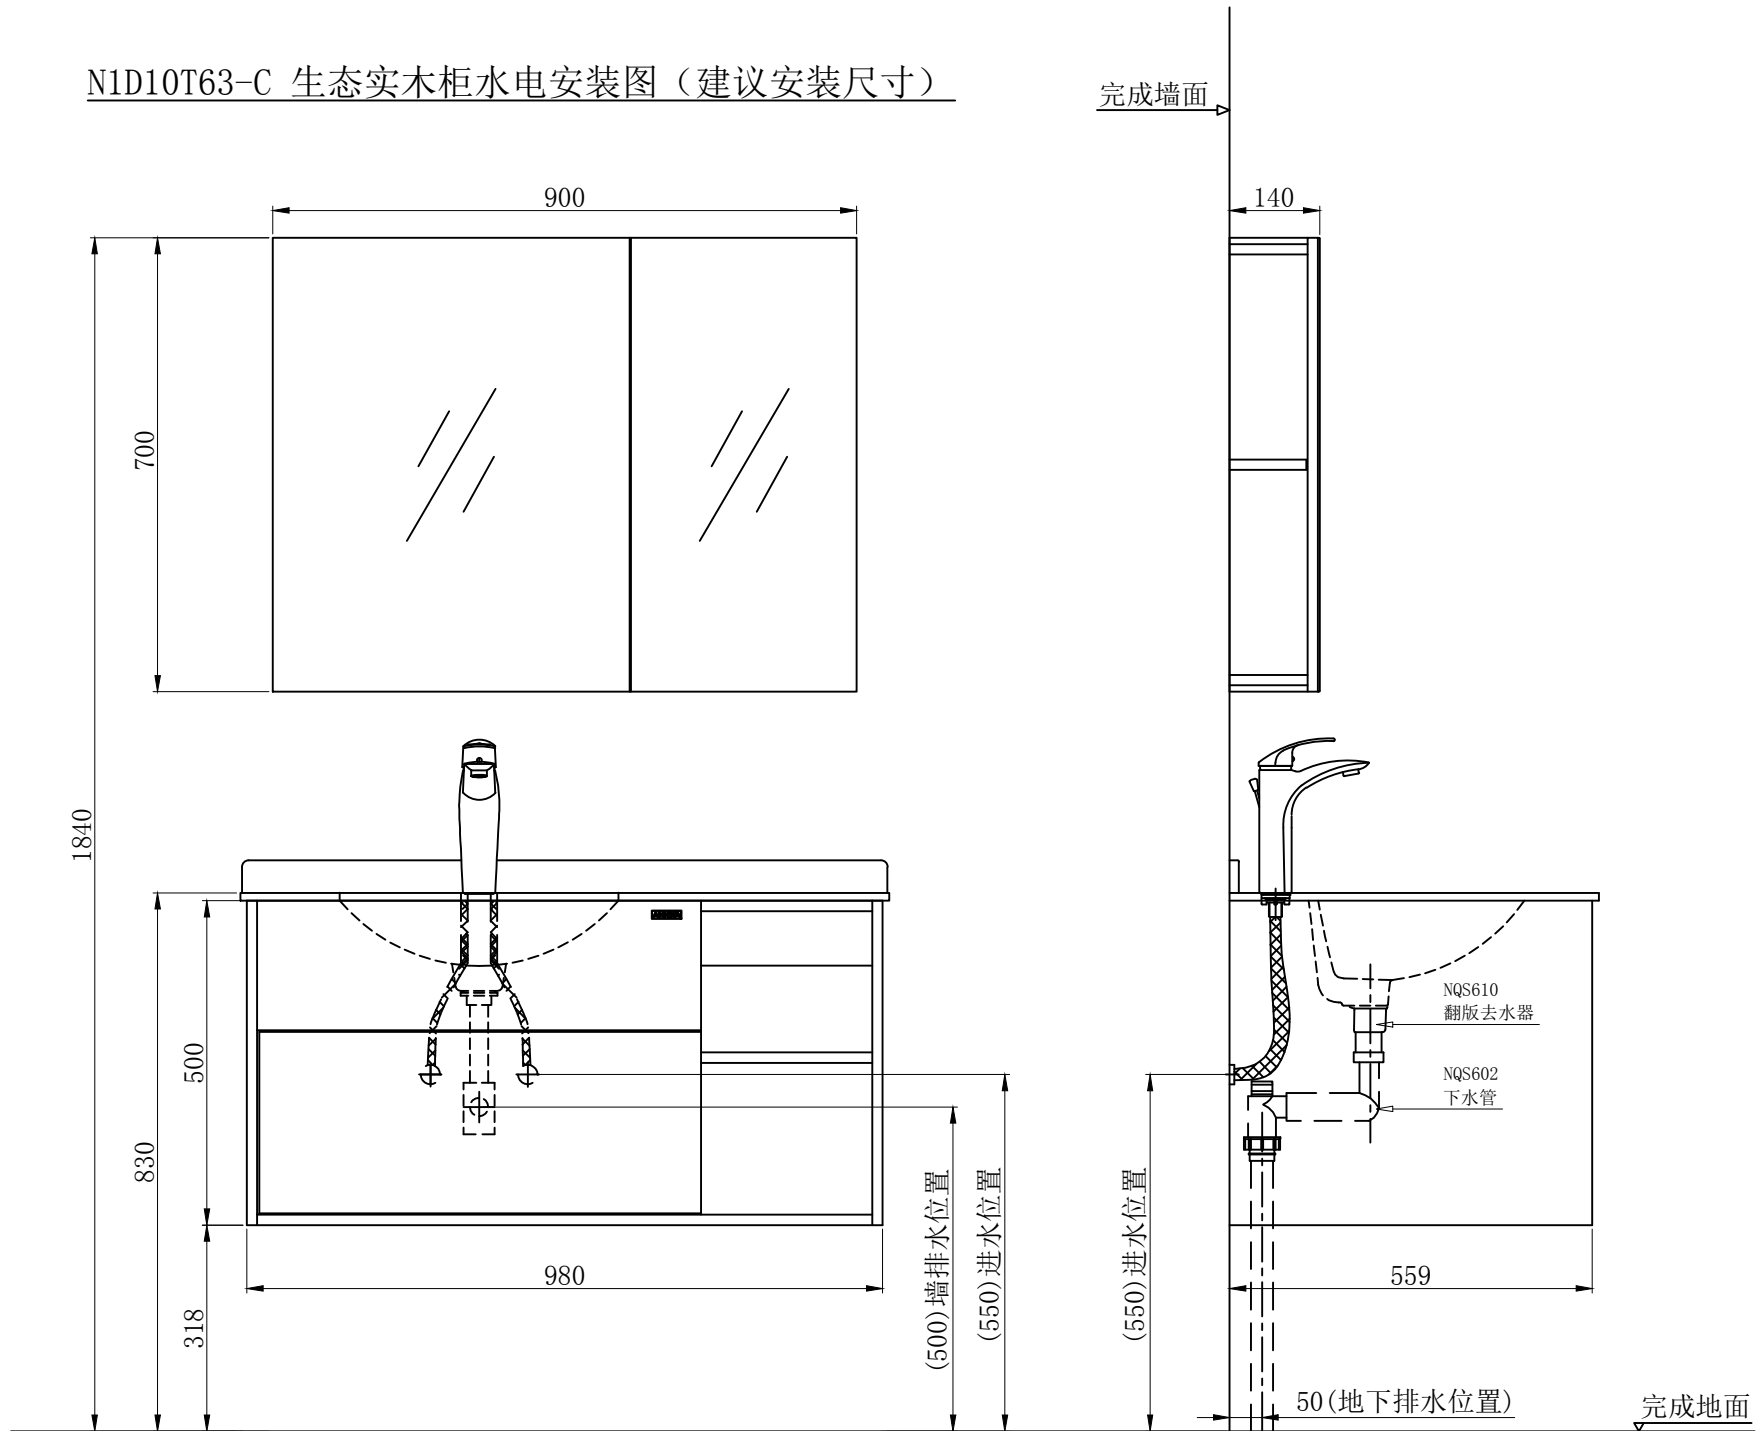 N1D10T63-C 生态实木柜水电安装图（建议安装尺寸）
完成墙面
900
140
700
1840
NQS610
翻版去水器
500
NQS602
下水管
830
(500)墙排水位置
(550)进水位置
(550)进水位置
980
559
318
50(地下排水位置)
完成地面